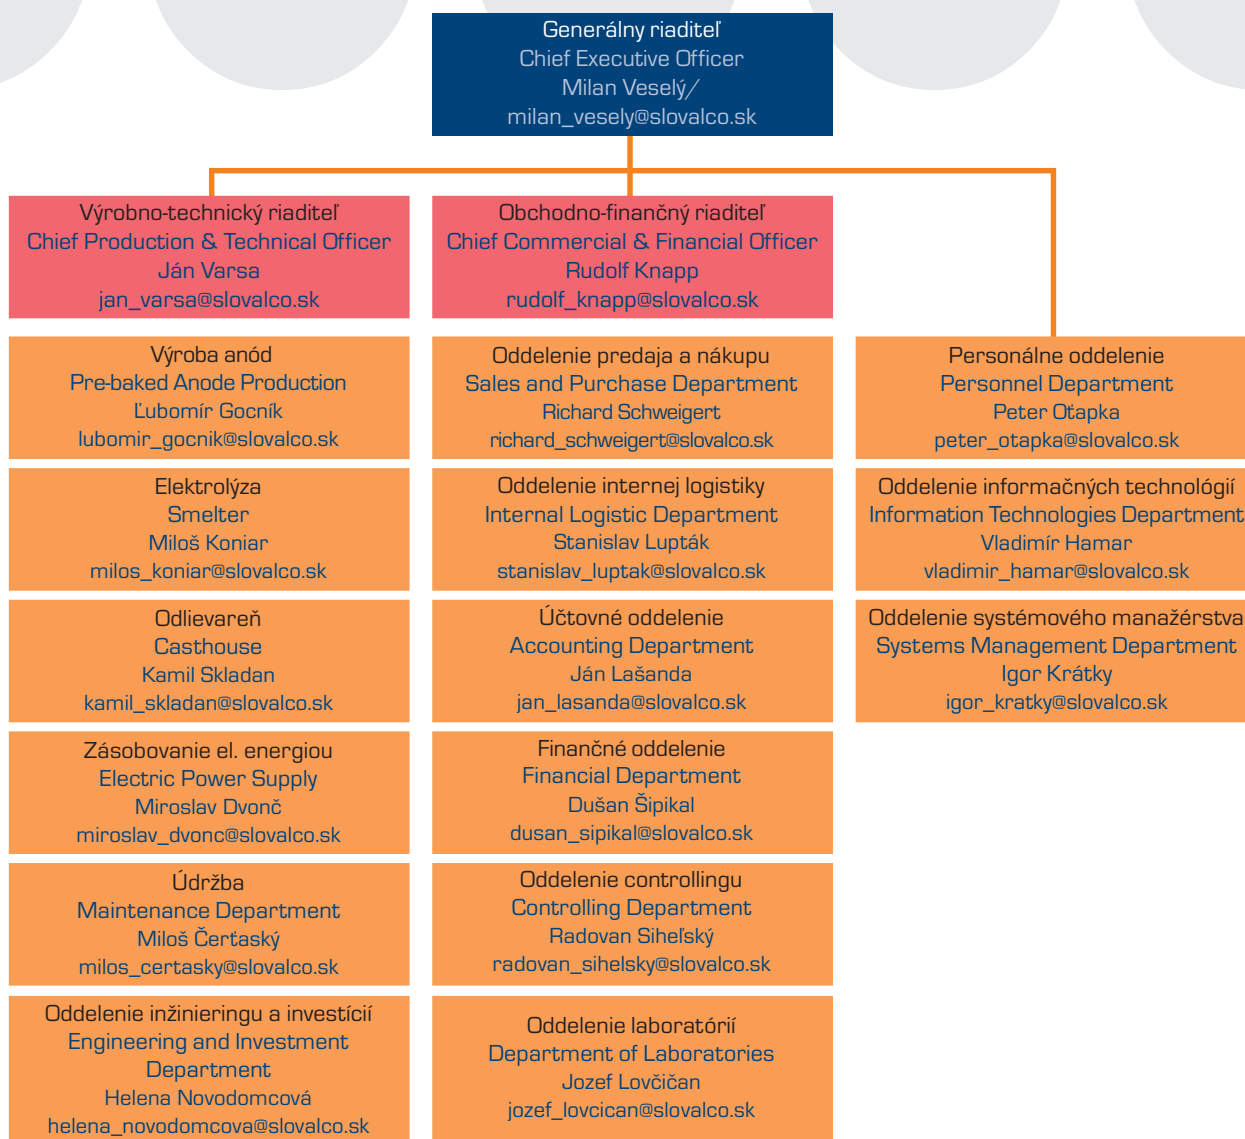 Generálny riaditeľ
Chief Executive Officer
Milan Veselý/
milan_vesely@slovalco.sk
Výrobno-technický riaditeľ
Chief Production & Technical Officer
Ján Varsa
jan_varsa@slovalco.sk
Obchodno-finančný riaditeľ
Chief Commercial & Financial Officer
Rudolf Knapp
rudolf_knapp@slovalco.sk
Výroba anód
Pre-baked Anode Production
Ľubomír Gocník
lubomir_gocnik@slovalco.sk
Oddelenie predaja a nákupu
Sales and Purchase Department
Richard Schweigert
richard_schweigert@slovalco.sk
Personálne oddelenie
Personnel Department
Peter Oťapka
peter_otapka@slovalco.sk
Elektrolýza
Smelter
Miloš Koniar
milos_koniar@slovalco.sk
Oddelenie internej logistiky
Internal Logistic Department
Stanislav Lupták
stanislav_luptak@slovalco.sk
Oddelenie informačných technológií
Information Technologies Department
Vladimír Hamar
vladimir_hamar@slovalco.sk
Odlievareň
Casthouse
Kamil Skladan
kamil_skladan@slovalco.sk
Účtovné oddelenie
Accounting Department
Ján Lašanda
jan_lasanda@slovalco.sk
Oddelenie systémového manažérstva
Systems Management Department
Igor Krátky
igor_kratky@slovalco.sk
Zásobovanie el. energiou
Electric Power Supply
Miroslav Dvonč
miroslav_dvonc@slovalco.sk
Finančné oddelenie
Financial Department
Dušan Šipikal
dusan_sipikal@slovalco.sk
Údržba
Maintenance Department
Miloš Čerťaský
milos_certasky@slovalco.sk
Oddelenie controllingu
Controlling Department
Radovan Siheľský
radovan_sihelsky@slovalco.sk
Oddelenie inžinieringu a investícií
Engineering and Investment
Department
Helena Novodomcová
helena_novodomcova@slovalco.sk
Oddelenie laboratórií
Department of Laboratories
Jozef Lovčičan
jozef_lovcican@slovalco.sk